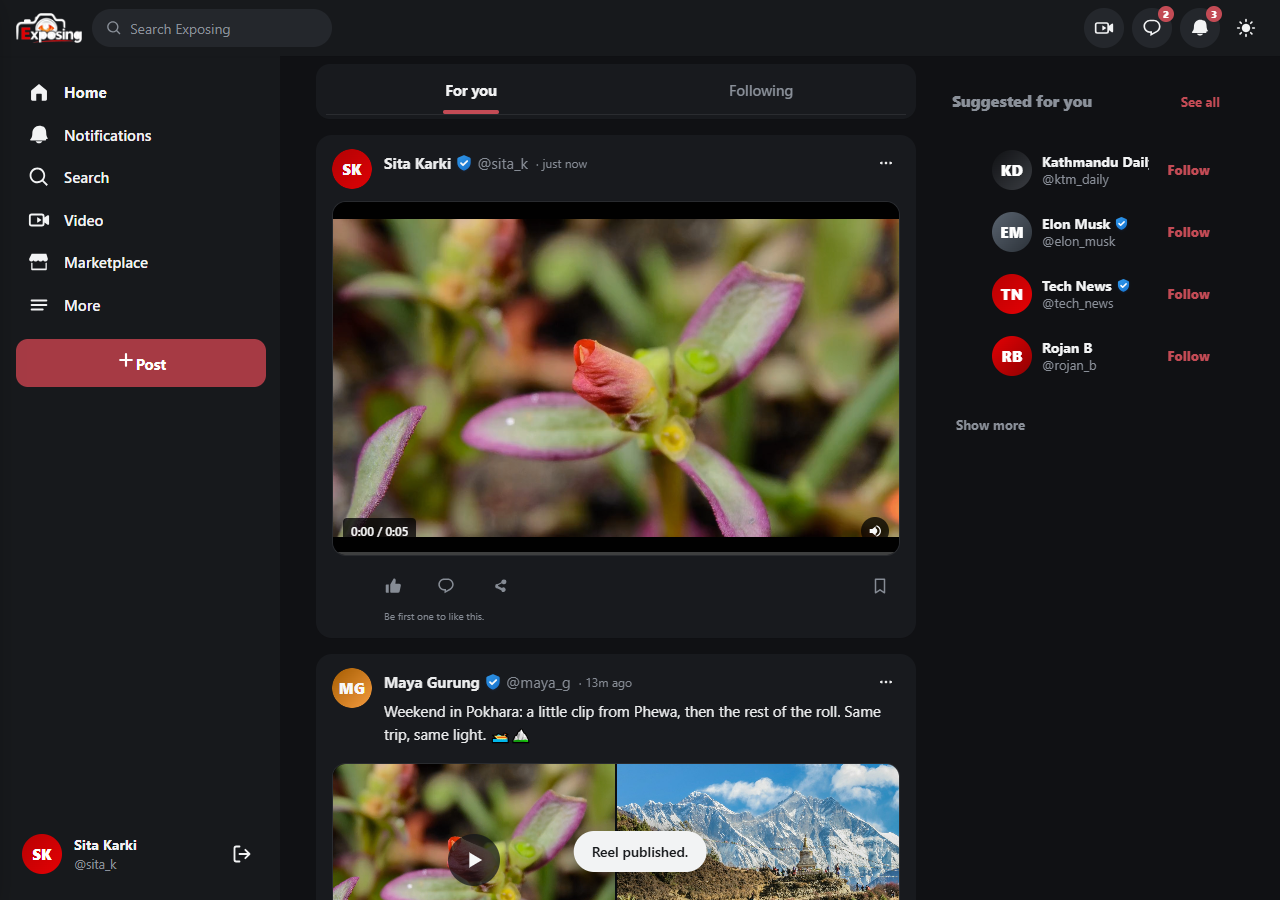 Exposing
Search Exposing
2
3
Home
Notifications
Search
Video
Marketplace
More
Post
For you
Following
SK
Sita Karki @sita_k · just now
0:00 / 0:05
Be first one to like this.
MG
Maya Gurung @maya_g · 13m ago
Weekend in Pokhara: a little clip from Phewa, then the rest of the roll. Same
trip, same light.
Reel published.
Suggested for you
See all
KD
Kathmandu Dail
@ktm_daily
Follow
EM
Elon Musk
@elon_musk
Follow
TN
Tech News
@tech_news
Follow
RB
Rojan B
@rojan_b
Follow
Show more
SK
Sita Karki
@sita_k